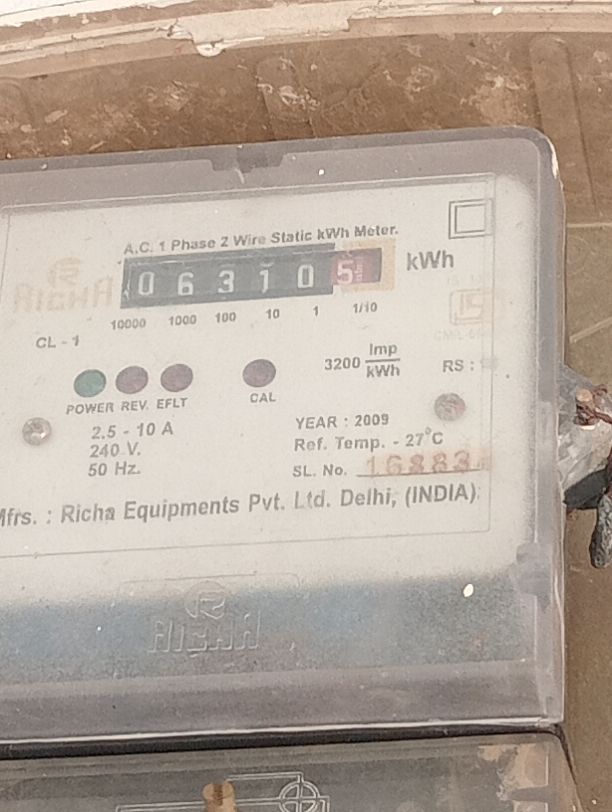 A.C. 1 Phase 2 Wire Static kWh Meter.
RICHA
0 6 3 1 0 5 kWh
10000 1000 100 10 1 1/10
CL - 1
3200 Imp/kWh
RS :
POWER REV. EFLT CAL
2.5 - 10 A
240 V.
50 Hz.
YEAR : 2009
Ref. Temp. - 27°C
SL. No. 16883
Mfrs. : Richa Equipments Pvt. Ltd. Delhi, (INDIA)
RICHA